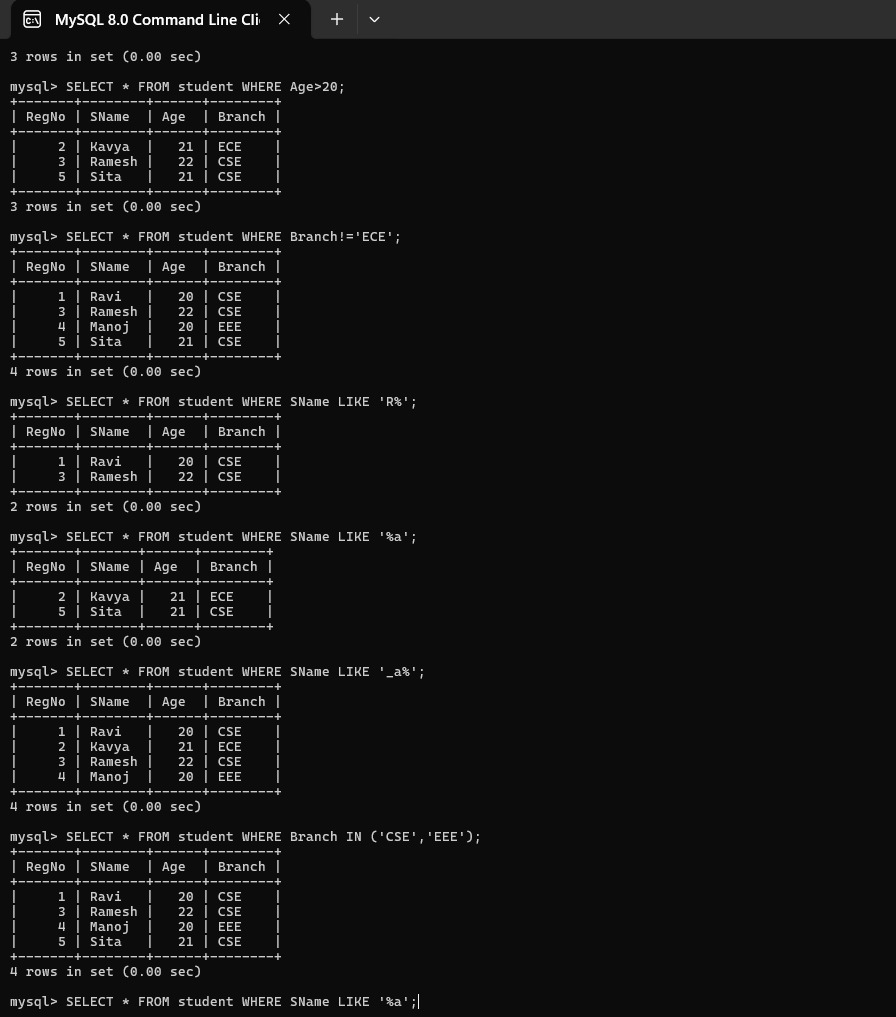 MySQL 8.0 Command Line Cli
3 rows in set (0.00 sec)
mysql> SELECT * FROM student WHERE Age>20;
+-------+--------+------+--------+
| RegNo | SName  | Age  | Branch |
+-------+--------+------+--------+
|     2 | Kavya  |   21 | ECE    |
|     3 | Ramesh |   22 | CSE    |
|     5 | Sita   |   21 | CSE    |
+-------+--------+------+--------+
3 rows in set (0.00 sec)
mysql> SELECT * FROM student WHERE Branch!='ECE';
+-------+--------+------+--------+
| RegNo | SName  | Age  | Branch |
+-------+--------+------+--------+
|     1 | Ravi   |   20 | CSE    |
|     3 | Ramesh |   22 | CSE    |
|     4 | Manoj  |   20 | EEE    |
|     5 | Sita   |   21 | CSE    |
+-------+--------+------+--------+
4 rows in set (0.00 sec)
mysql> SELECT * FROM student WHERE SName LIKE 'R%';
+-------+--------+------+--------+
| RegNo | SName  | Age  | Branch |
+-------+--------+------+--------+
|     1 | Ravi   |   20 | CSE    |
|     3 | Ramesh |   22 | CSE    |
+-------+--------+------+--------+
2 rows in set (0.00 sec)
mysql> SELECT * FROM student WHERE SName LIKE '%a';
+-------+-------+------+--------+
| RegNo | SName | Age  | Branch |
+-------+-------+------+--------+
|     2 | Kavya |   21 | ECE    |
|     5 | Sita  |   21 | CSE    |
+-------+-------+------+--------+
2 rows in set (0.00 sec)
mysql> SELECT * FROM student WHERE SName LIKE '_a%';
+-------+--------+------+--------+
| RegNo | SName  | Age  | Branch |
+-------+--------+------+--------+
|     1 | Ravi   |   20 | CSE    |
|     2 | Kavya  |   21 | ECE    |
|     3 | Ramesh |   22 | CSE    |
|     4 | Manoj  |   20 | EEE    |
+-------+--------+------+--------+
4 rows in set (0.00 sec)
mysql> SELECT * FROM student WHERE Branch IN ('CSE','EEE');
+-------+--------+------+--------+
| RegNo | SName  | Age  | Branch |
+-------+--------+------+--------+
|     1 | Ravi   |   20 | CSE    |
|     3 | Ramesh |   22 | CSE    |
|     4 | Manoj  |   20 | EEE    |
|     5 | Sita   |   21 | CSE    |
+-------+--------+------+--------+
4 rows in set (0.00 sec)
mysql> SELECT * FROM student WHERE SName LIKE '%a';